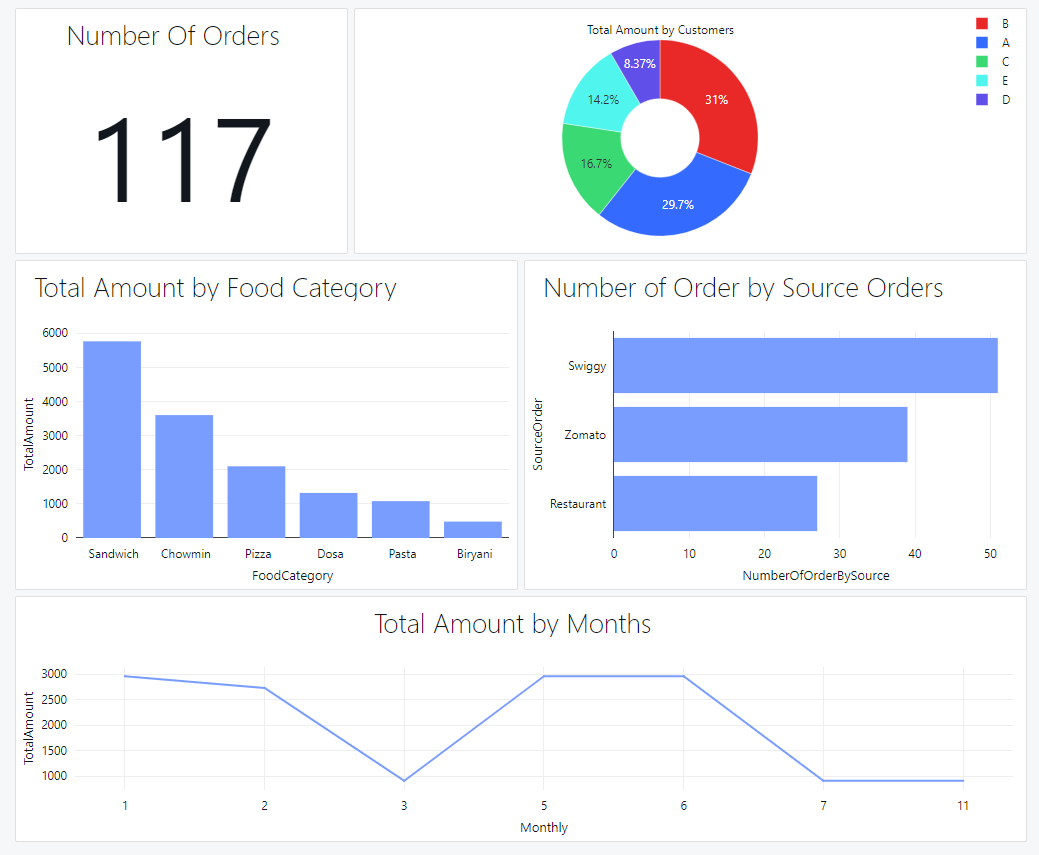 Number Of Orders
117
Total Amount by Customers
B
A
C
E
D
31%
29.7%
16.7%
14.2%
8.37%
Total Amount by Food Category
TotalAmount
6000
5000
4000
3000
2000
1000
0
Sandwich Chowmin Pizza Dosa Pasta Biryani
FoodCategory
Number of Order by Source Orders
SourceOrder
Swiggy
Zomato
Restaurant
0 10 20 30 40 50
NumberOfOrderBySource
Total Amount by Months
TotalAmount
3000
2500
2000
1500
1000
1 2 3 5 6 7 11
Monthly